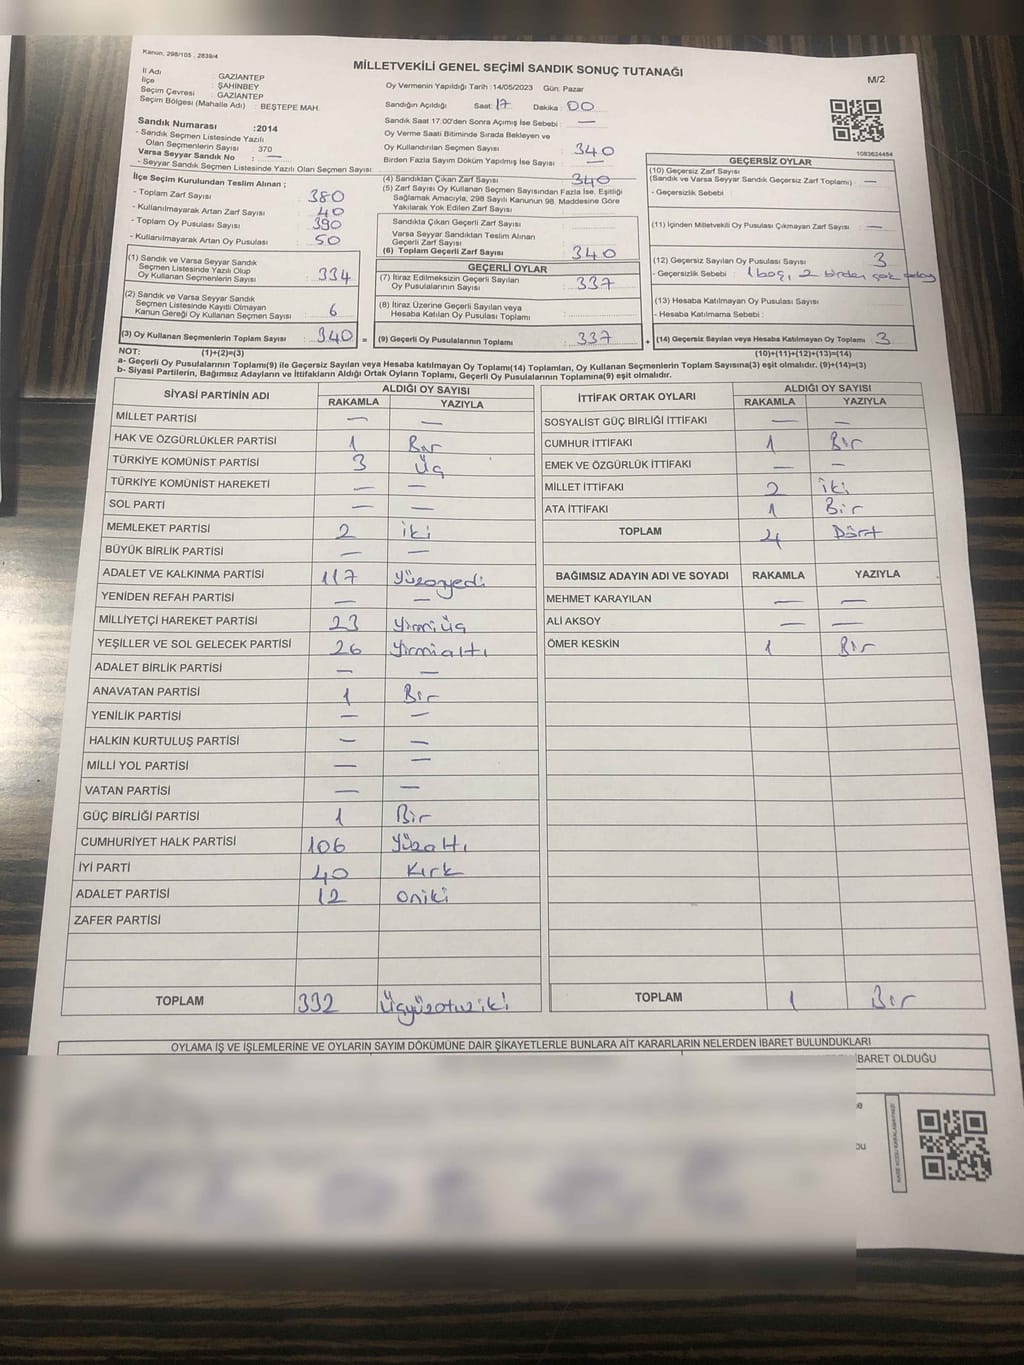 Kanun, 298/105 , 2839/4
MİLLETVEKİLİ GENEL SEÇİMİ SANDIK SONUÇ TUTANAĞI
M/2
İl Adı : GAZİANTEP
İlçe : ŞAHİNBEY
Seçim Çevresi : GAZİANTEP
Seçim Bölgesi (Mahalle Adı) : BEŞTEPE MAH.
Sandık Numarası :2014
- Sandık Seçmen Listesinde Yazılı Olan Seçmenlerin Sayısı : 370
Varsa Seyyar Sandık No : —
- Seyyar Sandık Seçmen Listesinde Yazılı Olan Seçmen Sayısı:
Oy Vermenin Yapıldığı Tarih :14/05/2023 Gün: Pazar
Sandığın Açıldığı Saat: 17 Dakika : 00
Sandık Saat 17:00'den Sonra Açılmış İse Sebebi : —
Oy Verme Saati Bitiminde Sırada Bekleyen ve
Oy Kullandırılan Seçmen Sayısı : 340
Birden Fazla Sayım Döküm Yapılmış İse Sayısı : —
1083624484
İlçe Seçim Kurulundan Teslim Alınan ;
- Toplam Zarf Sayısı : 380
- Kullanılmayarak Artan Zarf Sayısı : 40
- Toplam Oy Pusulası Sayısı : 390
- Kullanılmayarak Artan Oy Pusulası : 50
(1) Sandık ve Varsa Seyyar Sandık
Seçmen Listesinde Yazılı Olup
Oy Kullanan Seçmenlerin Sayısı : 334
(2) Sandık ve Varsa Seyyar Sandık
Seçmen Listesinde Kayıtlı Olmayan
Kanun Gereği Oy Kullanan Seçmen Sayısı : 6
(3) Oy Kullanan Seçmenlerin Toplam Sayısı : 340 =
(4) Sandıktan Çıkan Zarf Sayısı : 340
(5) Zarf Sayısı Oy Kullanan Seçmen Sayısından Fazla İse, Eşitliği
Sağlamak Amacıyla, 298 Sayılı Kanunun 98. Maddesine Göre
Yakılarak Yok Edilen Zarf Sayısı :
Sandıkta Çıkan Geçerli Zarf Sayısı :
Varsa Seyyar Sandıktan Teslim Alınan
Geçerli Zarf Sayısı :
(6) Toplam Geçerli Zarf Sayısı : 340
GEÇERLİ OYLAR
(7) İtiraz Edilmeksizin Geçerli Sayılan
Oy Pusulalarının Sayısı : 337
(8) İtiraz Üzerine Geçerli Sayılan veya
Hesaba Katılan Oy Pusulası Toplamı :
(9) Geçerli Oy Pusulalarının Toplamı : 337 +
GEÇERSİZ OYLAR
(10) Geçersiz Zarf Sayısı
(Sandık ve Varsa Seyyar Sandık Geçersiz Zarf Toplamı) : —
- Geçersizlik Sebebi :
(11) İçinden Milletvekili Oy Pusulası Çıkmayan Zarf Sayısı : —
(12) Geçersiz Sayılan Oy Pusulası Sayısı : 3
- Geçersizlik Sebebi : 1 boş, 2 birden çok
(13) Hesaba Katılmayan Oy Pusulası Sayısı :
- Hesaba Katılmama Sebebi :
(14) Geçersiz Sayılan veya Hesaba Katılmayan Oy Toplamı : 3
NOT: (1)+(2)=(3) (10)+(11)+(12)+(13)=(14)
a- Geçerli Oy Pusulalarının Toplamı(9) ile Geçersiz Sayılan veya Hesaba katılmayan Oy Toplamı(14) Toplamları, Oy Kullanan Seçmenlerin Toplam Sayısına(3) eşit olmalıdır. (9)+(14)=(3)
b- Siyasi Partilerin, Bağımsız Adayların ve İttifakların Aldığı Ortak Oyların Toplamı, Geçerli Oy Pusulalarının Toplamına(9) eşit olmalıdır.
SİYASİ PARTİNİN ADI ALDIĞI OY SAYISI
RAKAMLA YAZIYLA
MİLLET PARTİSİ — —
HAK VE ÖZGÜRLÜKLER PARTİSİ 1 Bir
TÜRKİYE KOMÜNİST PARTİSİ 3 Üç
TÜRKİYE KOMÜNİST HAREKETİ — —
SOL PARTİ — —
MEMLEKET PARTİSİ 2 iki
BÜYÜK BİRLİK PARTİSİ — —
ADALET VE KALKINMA PARTİSİ 117 Yüzonyedi
YENİDEN REFAH PARTİSİ — —
MİLLİYETÇİ HAREKET PARTİSİ 23 Yirmiüç
YEŞİLLER VE SOL GELECEK PARTİSİ 26 Yirmialtı
ADALET BİRLİK PARTİSİ — —
ANAVATAN PARTİSİ 1 Bir
YENİLİK PARTİSİ — —
HALKIN KURTULUŞ PARTİSİ — —
MİLLİ YOL PARTİSİ — —
VATAN PARTİSİ — —
GÜÇ BİRLİĞİ PARTİSİ 1 Bir
CUMHURİYET HALK PARTİSİ 106 Yüzaltı
İYİ PARTİ 40 Kırk
ADALET PARTİSİ 12 Oniki
ZAFER PARTİSİ
TOPLAM 332 Üçyüzotuziki
İTTİFAK ORTAK OYLARI ALDIĞI OY SAYISI
RAKAMLA YAZIYLA
SOSYALİST GÜÇ BİRLİĞİ İTTİFAKI — —
CUMHUR İTTİFAKI 1 Bir
EMEK VE ÖZGÜRLÜK İTTİFAKI — —
MİLLET İTTİFAKI 2 İki
ATA İTTİFAKI 1 Bir
TOPLAM 4 Dört
BAĞIMSIZ ADAYIN ADI VE SOYADI RAKAMLA YAZIYLA
MEHMET KARAYILAN — —
ALİ AKSOY — —
ÖMER KESKİN 1 Bir
TOPLAM 1 Bir
OYLAMA İŞ VE İŞLEMLERİNE VE OYLARIN SAYIM DÖKÜMÜNE DAİR ŞİKAYETLERLE BUNLARA AİT KARARLARIN NELERDEN İBARET BULUNDUKLARI
İBARET OLDUĞU